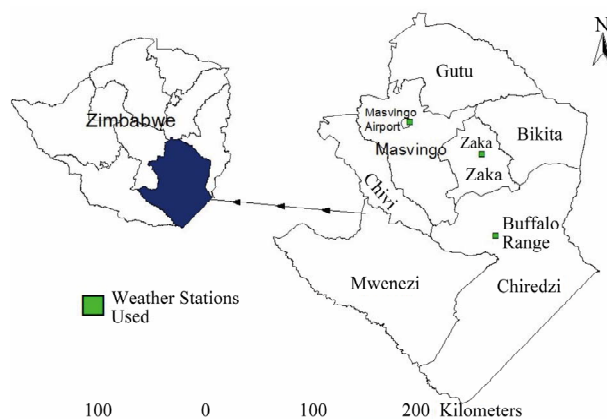 N
Gutu
Zimbabwe
Masvingo
Airport
Masvingo
Zaka
Bikita
Zaka
Chivi
Buffalo
Range
Mwenezi
Chiredzi
Weather Stations
Used
100 0 100 200 Kilometers